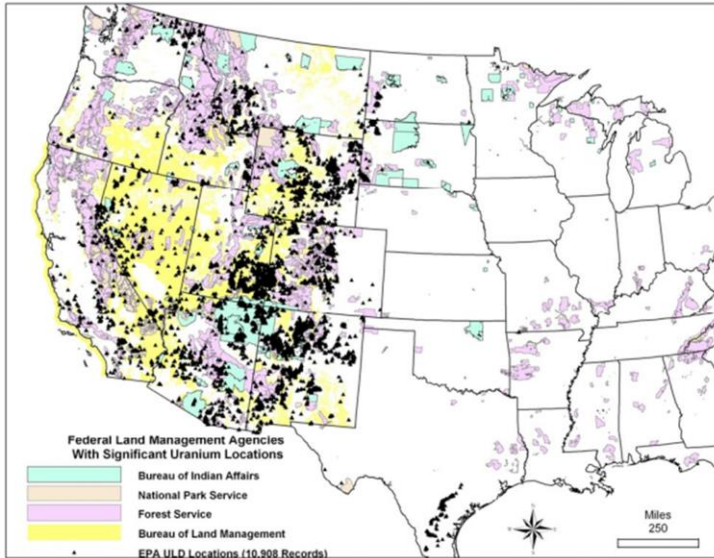 Federal Land Management Agencies
With Significant Uranium Locations
Bureau of Indian Affairs
National Park Service
Forest Service
Bureau of Land Management
EPA ULD Locations (10,908 Records)
Miles
250